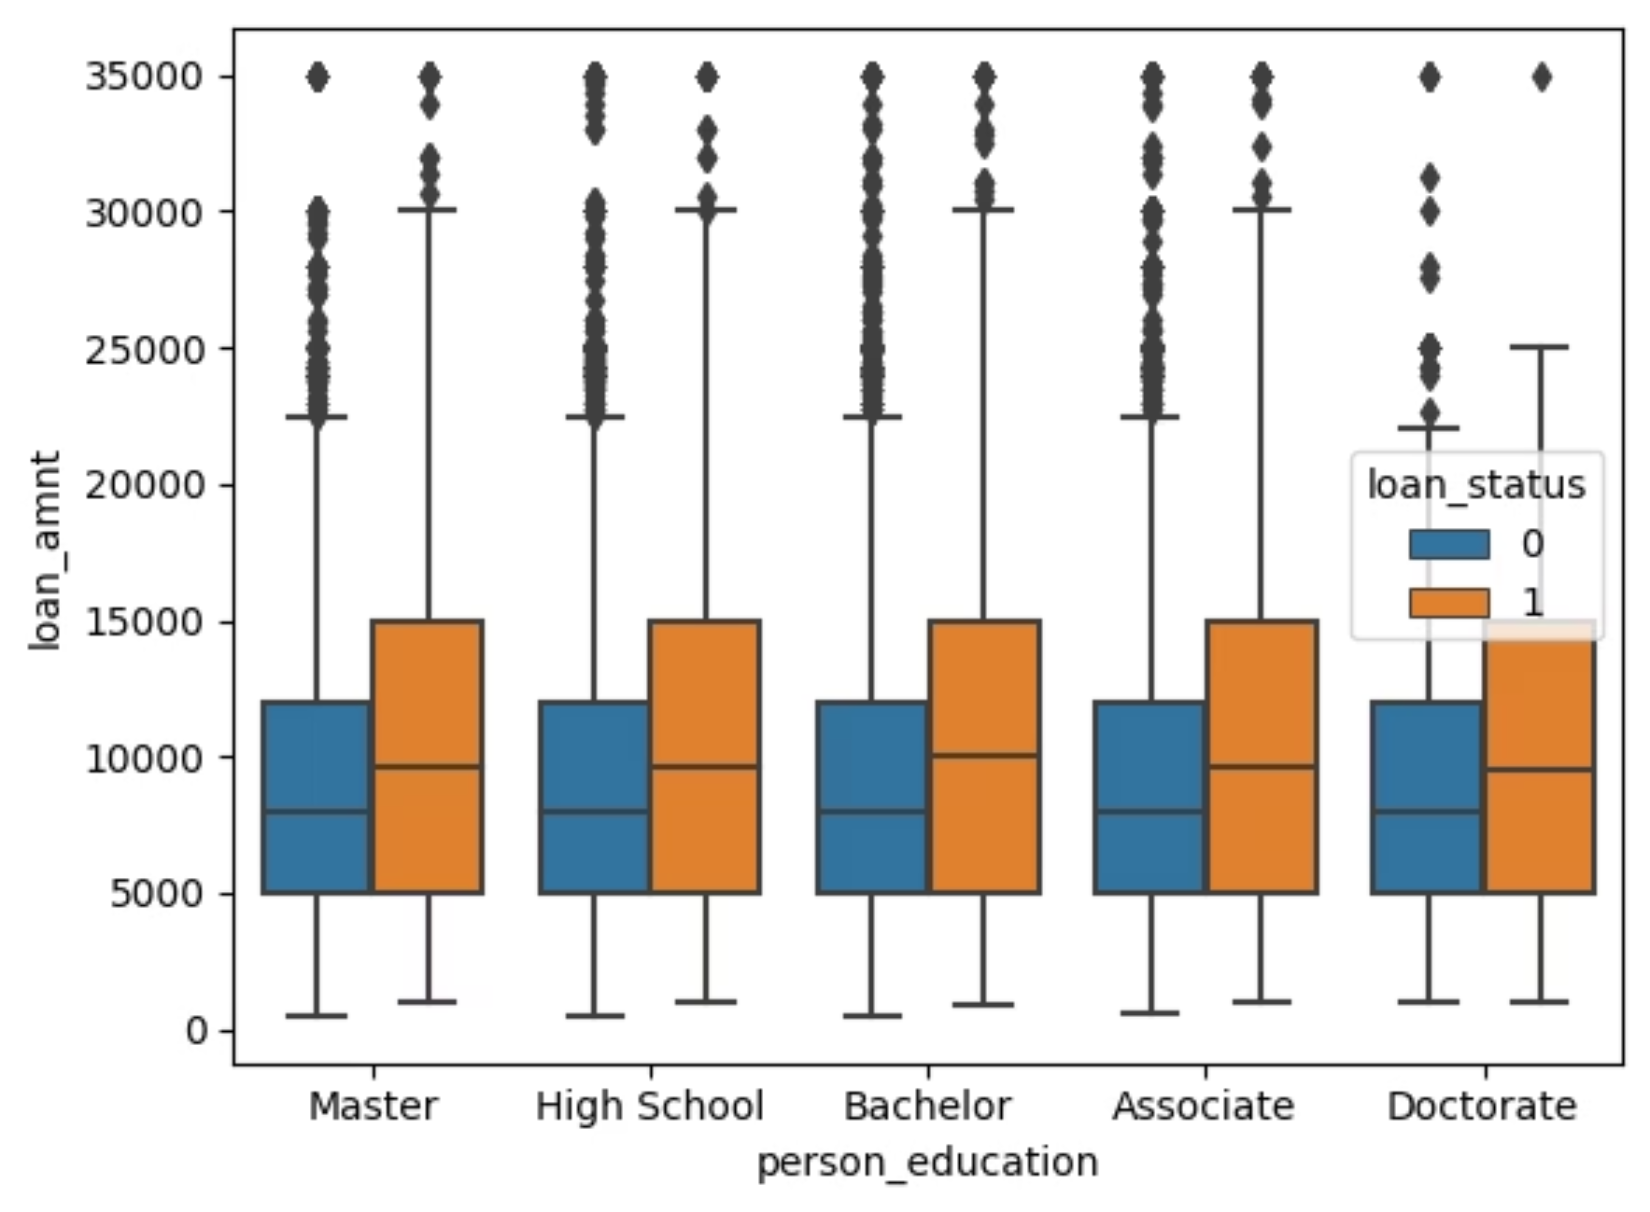 35000
30000
25000
20000
15000
10000
5000
0
loan_amnt
loan_status
0
1
Master High School Bachelor Associate Doctorate
person_education